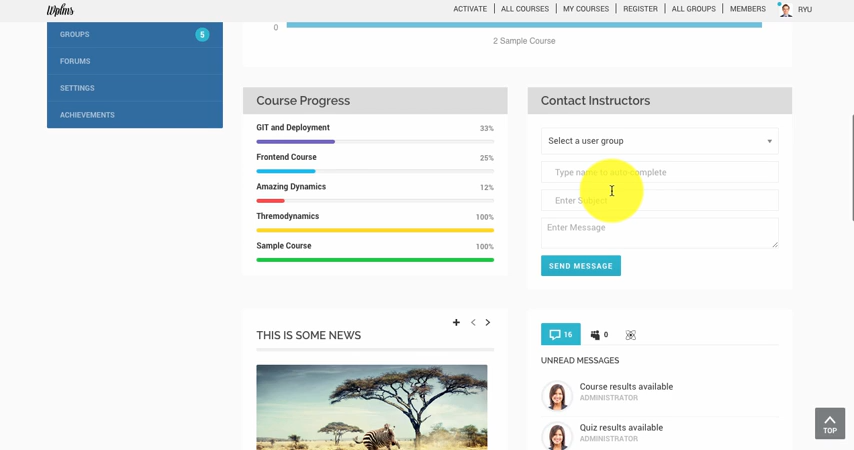 Wplms
ACTIVATE | ALL COURSES | MY COURSES | REGISTER | ALL GROUPS | MEMBERS RYU
GROUPS 5
FORUMS
SETTINGS
ACHIEVEMENTS
0
2 Sample Course
Course Progress
GIT and Deployment 33%
Frontend Course 25%
Amazing Dynamics 12%
Thremodynamics 100%
Sample Course 100%
Contact Instructors
Select a user group
Type name to auto complete
Enter Subject
Enter Message
SEND MESSAGE
THIS IS SOME NEWS
16 0
UNREAD MESSAGES
Course results available
ADMINISTRATOR
Quiz results available
ADMINISTRATOR
TOP